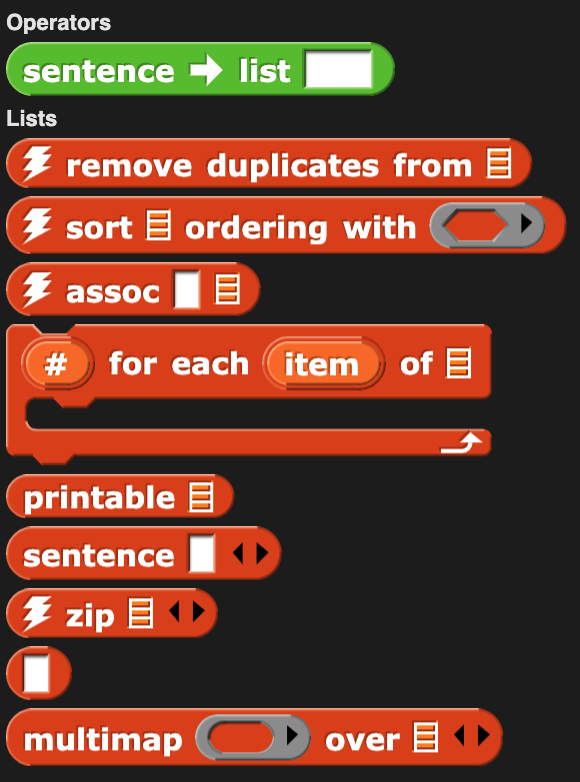 Operators
sentence ➔ list
Lists
remove duplicates from
sort ordering with
assoc
# for each item of
printable
sentence
zip
multimap over